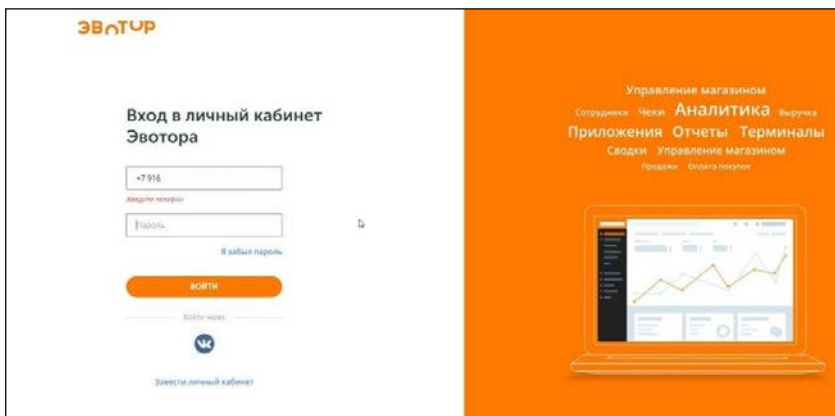 ЭВОТОР
Вход в личный кабинет
Эвотора
+7 916
Введите телефон
Пароль
Я забыл пароль
ВОЙТИ
Войти через
Завести личный кабинет
Управление магазином
Сотрудники Чеки Аналитика Выручка
Приложения Отчеты Терминалы
Сводки Управление магазином
Продажи Оплата покупок